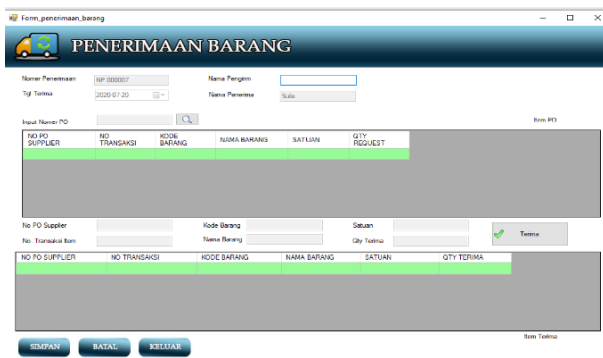 Form_penerimaan_barang
PENERIMAAN BARANG
Nomer Penerimaan NP.000007 Nama Pengirim
Tgl Terima 2020-07-20 Nama Penerima Sula
Input Nomer PO Item PO
NO PO SUPPLIER NO TRANSAKSI KODE BARANG NAMA BARANG SATUAN QTY REQUEST
No PO Supplier Kode Barang Satuan
No Transaksi Item Nama Barang Qty Terima
Terima
NO PO SUPPLIER NO TRANSAKSI KODE BARANG NAMA BARANG SATUAN QTY TERIMA
Item Terima
SIMPAN BATAL KELUAR